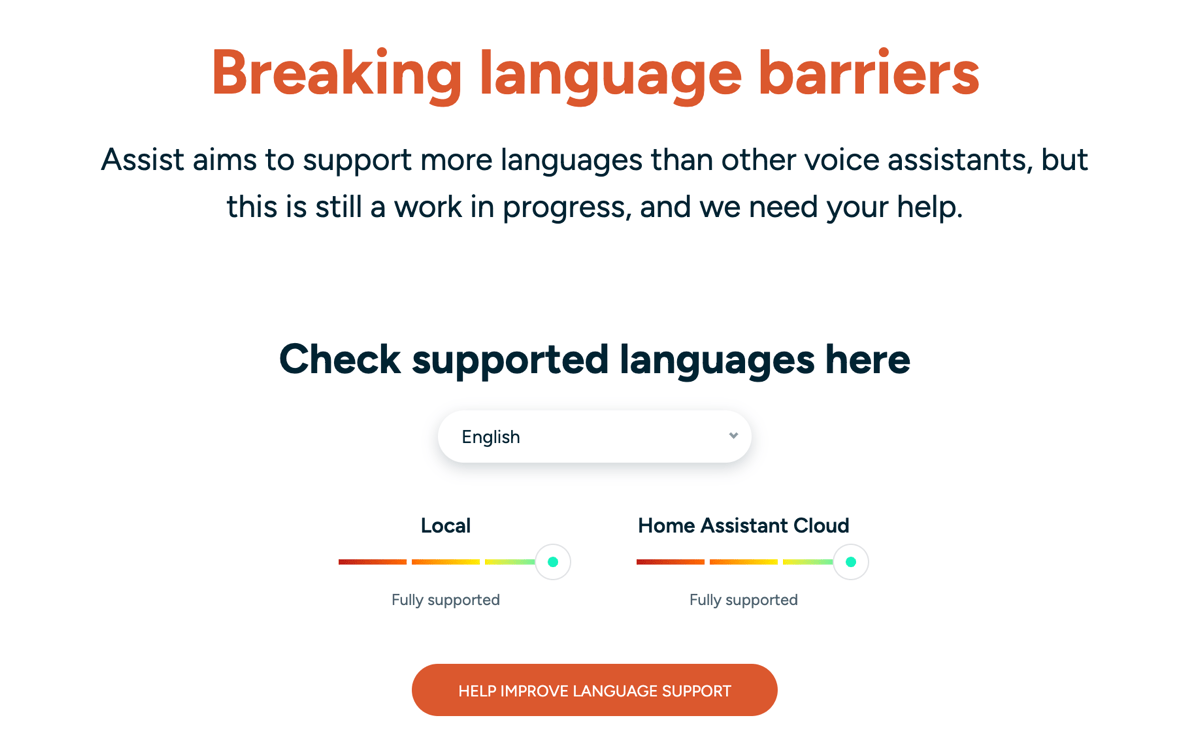 Breaking language barriers
Assist aims to support more languages than other voice assistants, but
this is still a work in progress, and we need your help.
Check supported languages here
English
Local
Home Assistant Cloud
Fully supported
Fully supported
HELP IMPROVE LANGUAGE SUPPORT